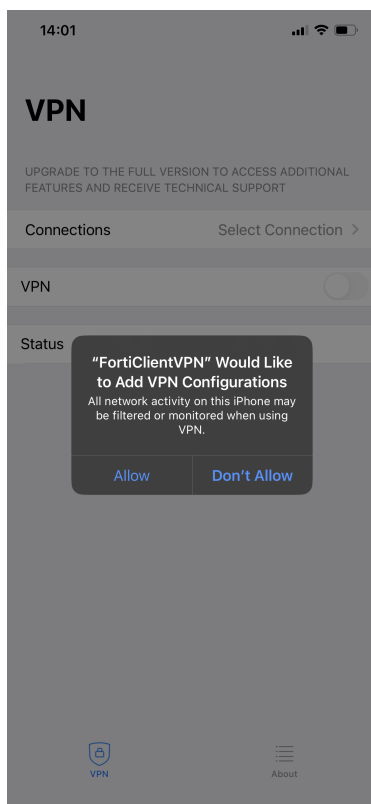 14:01
VPN
UPGRADE TO THE FULL VERSION TO ACCESS ADDITIONAL
FEATURES AND RECEIVE TECHNICAL SUPPORT
Connections Select Connection
VPN
Status
“FortiClientVPN” Would Like
to Add VPN Configurations
All network activity on this iPhone may
be filtered or monitored when using
VPN.
Allow Don’t Allow
VPN About